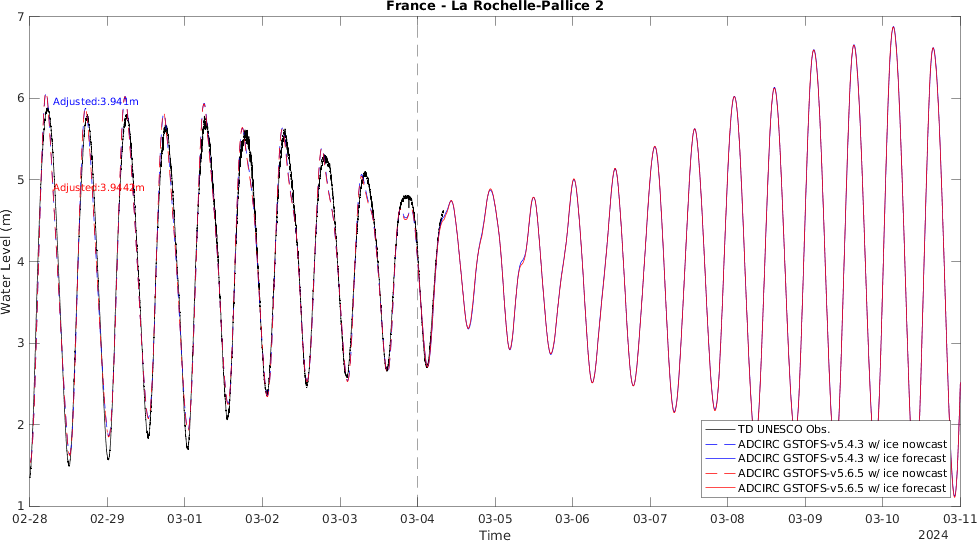 France - La Rochelle-Pallice 2
7
6
5
4
3
2
1
Water Level (m)
Adjusted:3.941m
Adjusted:3.9442m
TD UNESCO Obs.
ADCIRC GSTOFS-v5.4.3 w/ ice nowcast
ADCIRC GSTOFS-v5.4.3 w/ ice forecast
ADCIRC GSTOFS-v5.6.5 w/ ice nowcast
ADCIRC GSTOFS-v5.6.5 w/ ice forecast
02-28 02-29 03-01 03-02 03-03 03-04 03-05 03-06 03-07 03-08 03-09 03-10 03-11
Time
2024